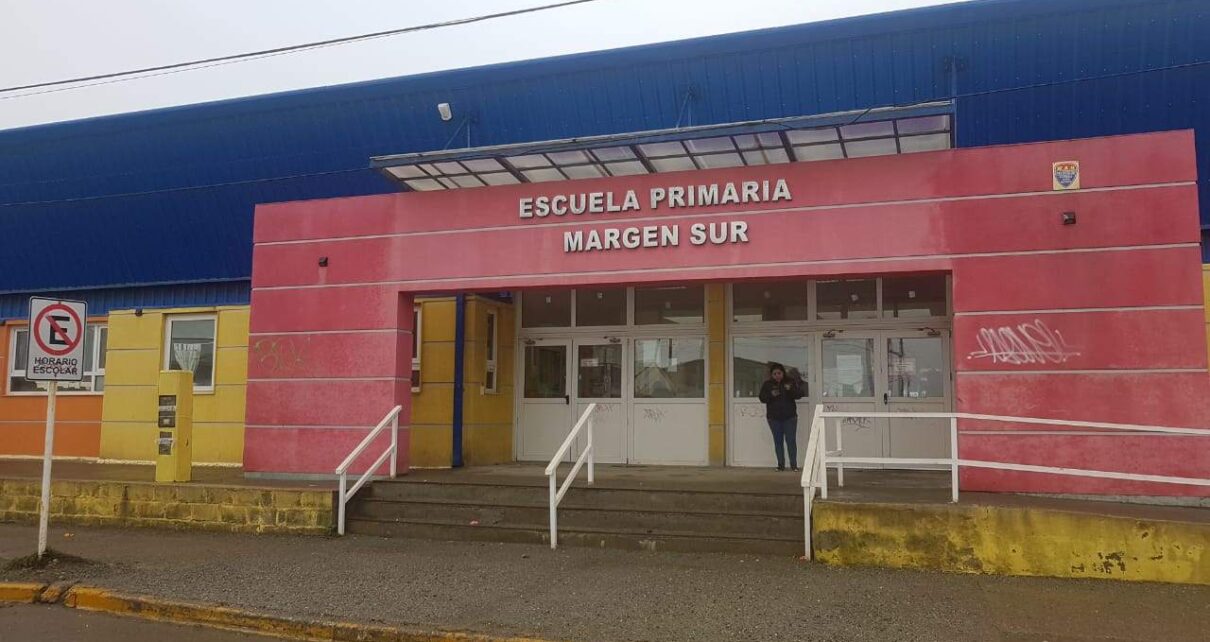 ESCUELA PRIMARIA
MARGEN SUR
E
HORARIO
ESCOLAR